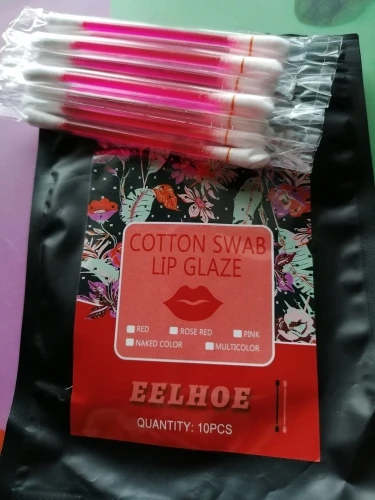 COTTON SWAB
LIP GLAZE
RED
ROSE RED
PINK
NAKED COLOR
MULTICOLOR
EELHOE
QUANTITY: 10PCS